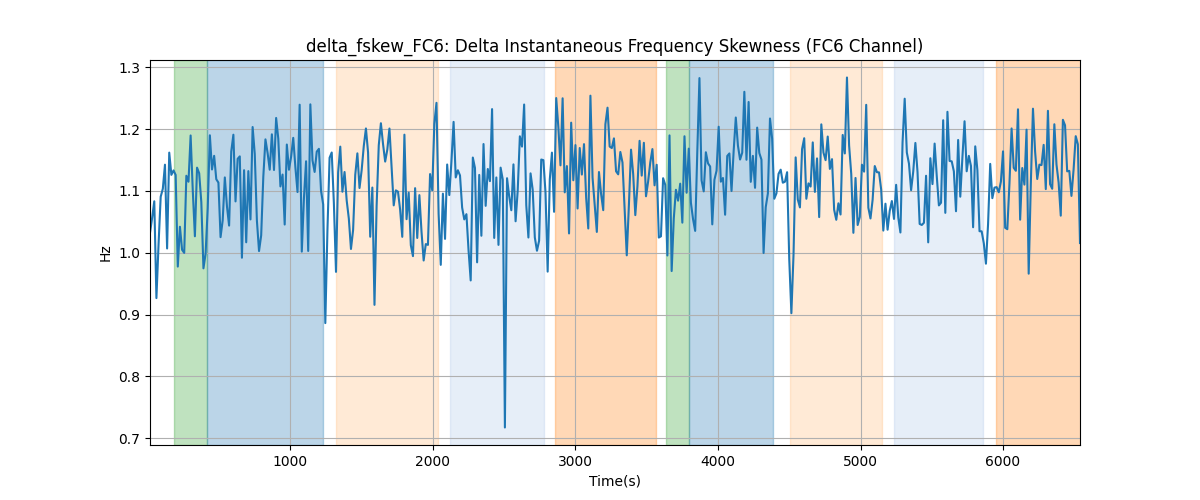 delta_fskew_FC6: Delta Instantaneous Frequency Skewness (FC6 Channel)
Hz
1.3
1.2
1.1
1.0
0.9
0.8
0.7
1000 2000 3000 4000 5000 6000
Time(s)